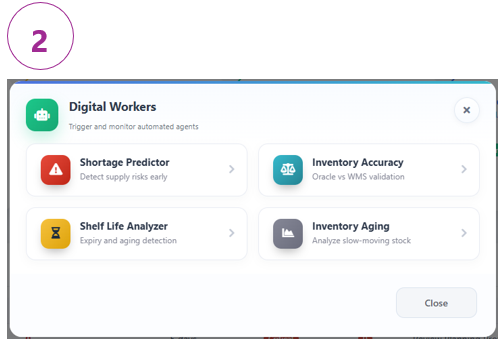 2
Digital Workers
Trigger and monitor automated agents
Shortage Predictor
Detect supply risks early
Inventory Accuracy
Oracle vs WMS validation
Shelf Life Analyzer
Expiry and aging detection
Inventory Aging
Analyze slow-moving stock
Close